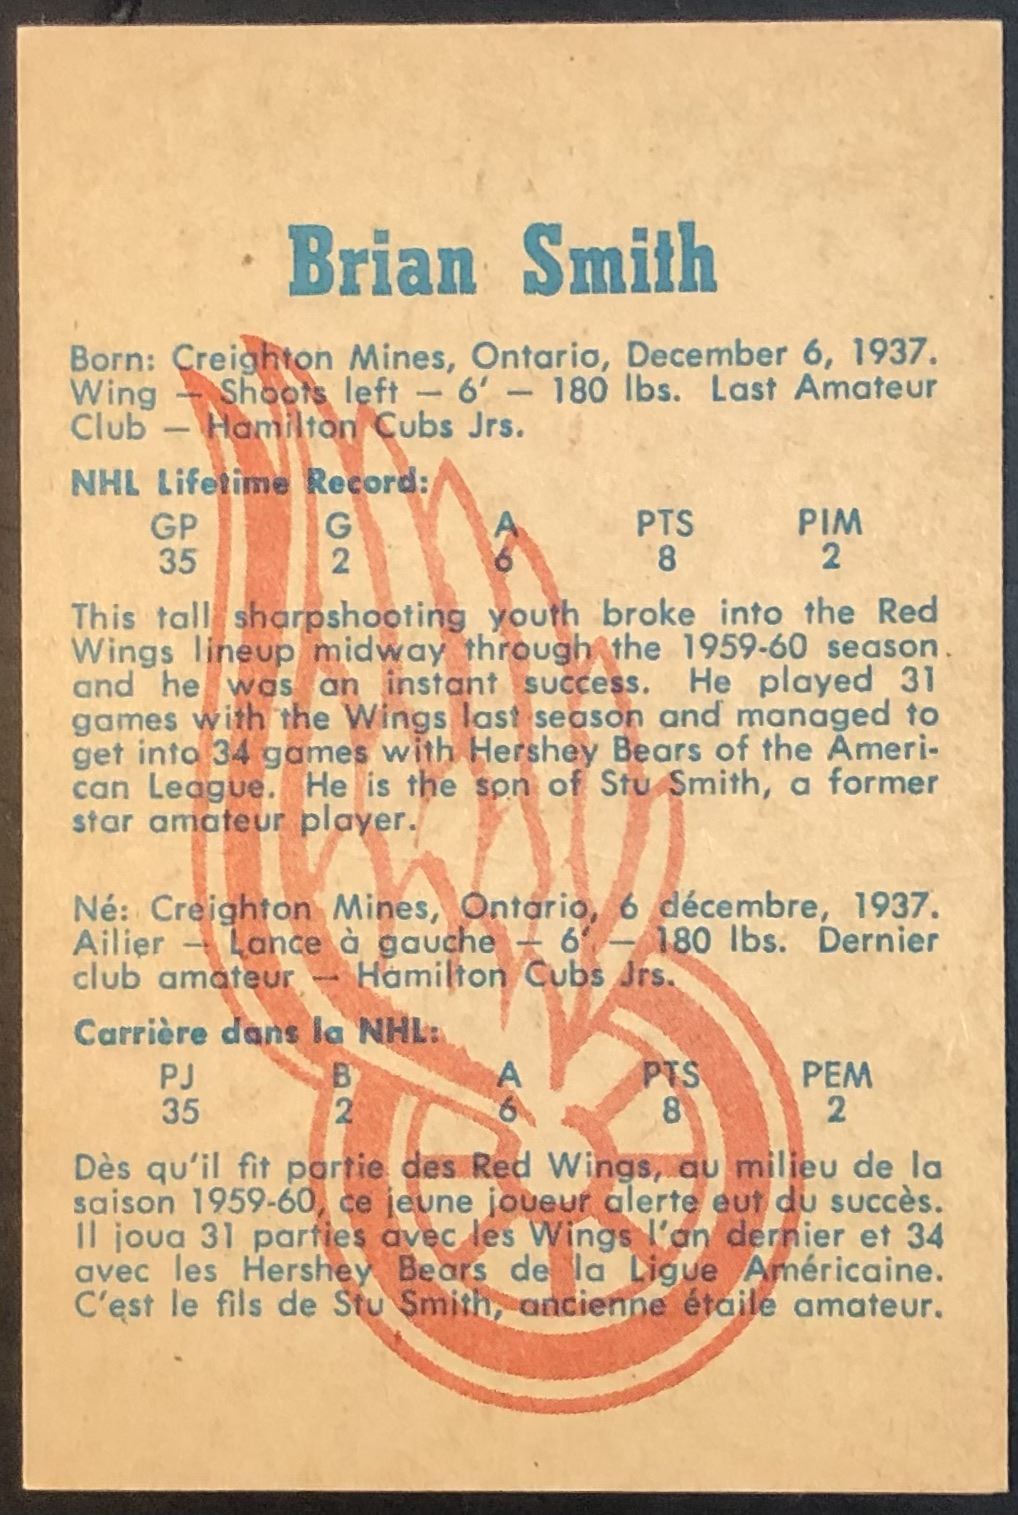 Brian Smith
Born: Creighton Mines, Ontario, December 6, 1937.
Wing – Shoots left – 6' – 180 lbs. Last Amateur
Club – Hamilton Cubs Jrs.
NHL Lifetime Record:
GP G A PTS PIM
35 2 6 8 2
This tall sharpshooting youth broke into the Red
Wings lineup midway through the 1959-60 season.
and he was an instant success. He played 31
games with the Wings last season and managed to
get into 34 games with Hershey Bears of the Ameri-
can League. He is the son of Stu Smith, a former
star amateur player.
Né: Creighton Mines, Ontario, 6 décembre, 1937.
Ailier – Lance à gauche – 6' – 180 lbs. Dernier
club amateur – Hamilton Cubs Jrs.
Carrière dans la NHL:
PJ B A PTS PEM
35 2 6 8 2
Dès qu'il fit partie des Red Wings, au milieu de la
saison 1959-60, ce jeune joueur alerte eut du succès.
Il joua 31 parties avec les Wings l'an dernier et 34
avec les Hershey Bears de la Ligue Américaine.
C'est le fils de Stu Smith, ancienne étaile amateur.